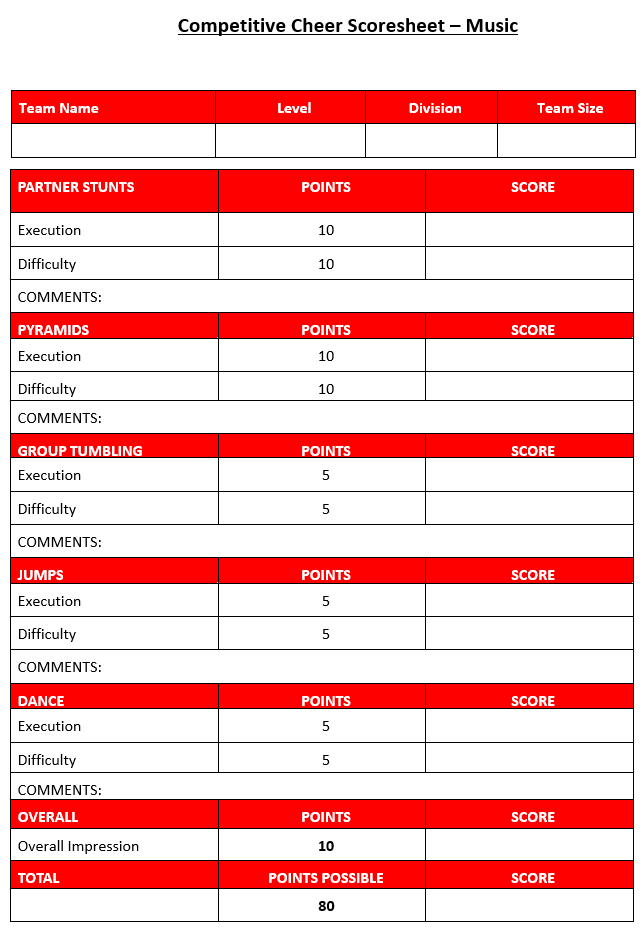 Competitive Cheer Scoresheet – Music
Team Name Level Division Team Size
PARTNER STUNTS POINTS SCORE
Execution 10
Difficulty 10
COMMENTS:
PYRAMIDS POINTS SCORE
Execution 10
Difficulty 10
COMMENTS:
GROUP TUMBLING POINTS SCORE
Execution 5
Difficulty 5
COMMENTS:
JUMPS POINTS SCORE
Execution 5
Difficulty 5
COMMENTS:
DANCE POINTS SCORE
Execution 5
Difficulty 5
COMMENTS:
OVERALL POINTS SCORE
Overall Impression 10
TOTAL POINTS POSSIBLE SCORE
80